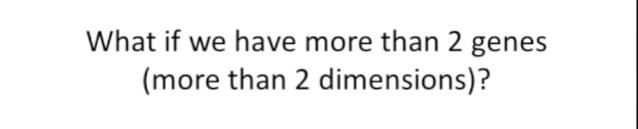 What if we have more than 2 genes
(more than 2 dimensions)?